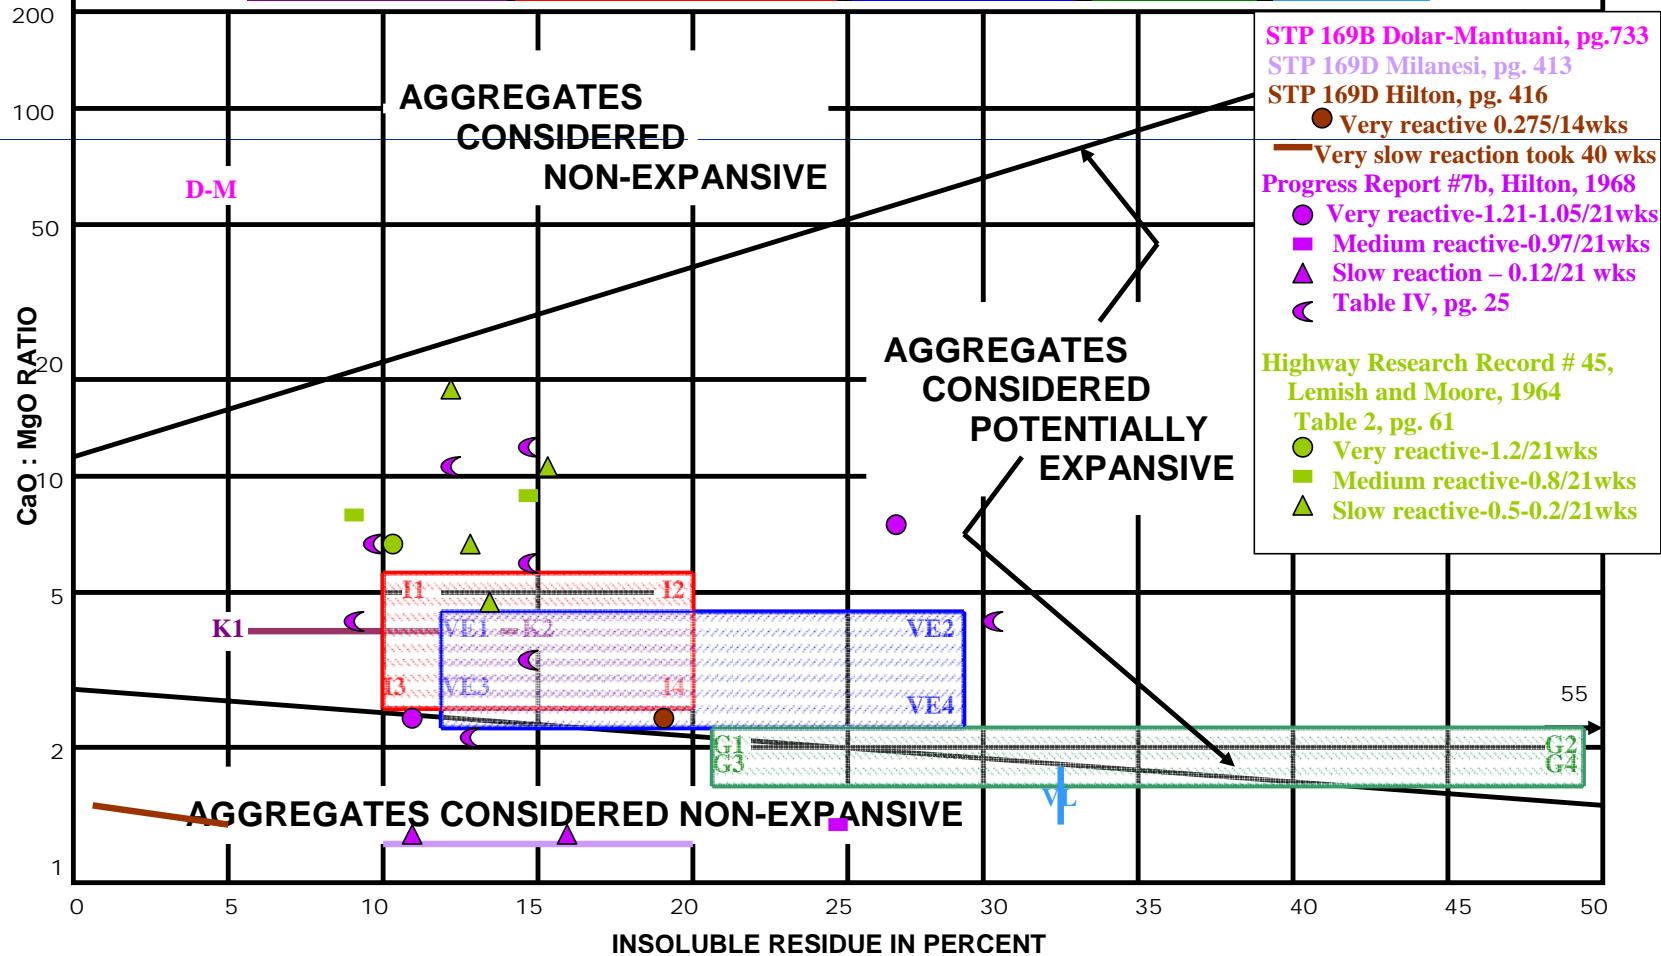 200
100
50
20
10
5
2
1
CaO : MgO RATIO
AGGREGATES
CONSIDERED
NON-EXPANSIVE
D-M
AGGREGATES
CONSIDERED
POTENTIALLY
EXPANSIVE
I1
I2
K1
VE1
K2
VE2
I3
VE3
I4
VE4
G1
G2
G3
G4
55
VL
AGGREGATES CONSIDERED NON-EXPANSIVE
0 5 10 15 20 25 30 35 40 45 50
INSOLUBLE RESIDUE IN PERCENT
STP 169B Dolar-Mantuani, pg.733
STP 169D Milanesi, pg. 413
STP 169D Hilton, pg. 416
Very reactive 0.275/14wks
Very slow reaction took 40 wks
Progress Report #7b, Hilton, 1968
Very reactive-1.21-1.05/21wks
Medium reactive-0.97/21wks
Slow reaction – 0.12/21 wks
Table IV, pg. 25
Highway Research Record # 45,
Lemish and Moore, 1964
Table 2, pg. 61
Very reactive-1.2/21wks
Medium reactive-0.8/21wks
Slow reactive-0.5-0.2/21wks